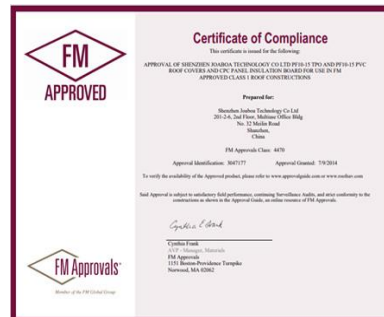 FM
APPROVED
Certificate of Compliance
This certificate is issued for the following:
APPROVAL OF SHENZHEN JOABOA TECHNOLOGY CO LTD PF10-15 TPO AND PF10-15 PVC
ROOF COVERS AND CPC PANEL INSULATION BOARD FOR USE IN FM
APPROVED CLASS 1 ROOF CONSTRUCTIONS
Prepared for:
Shenzhen Joaboa Technology Co Ltd
201-2-6, 2nd Floor, Multiane Office Bldg
No. 32 Meilin Road
Shenzhen,
China
FM Approvals Class: 4470
Approval Identification: 3047177
Approval Granted: 7/9/2014
To verify the availability of the Approved product, please refer to www.approvalguide.com or www.roofnav.com
Said Approval is subject to satisfactory field performance, continuing Surveillance Audits, and strict conformity to the
constructions as shown in the Approval Guide, an online resource of FM Approvals.
Cynthia E Frank
Cynthia Frank
AVP - Manager, Materials
FM Approvals
1151 Boston-Providence Turnpike
Norwood, MA 02062
FM Approvals
Member of the FM Global Group